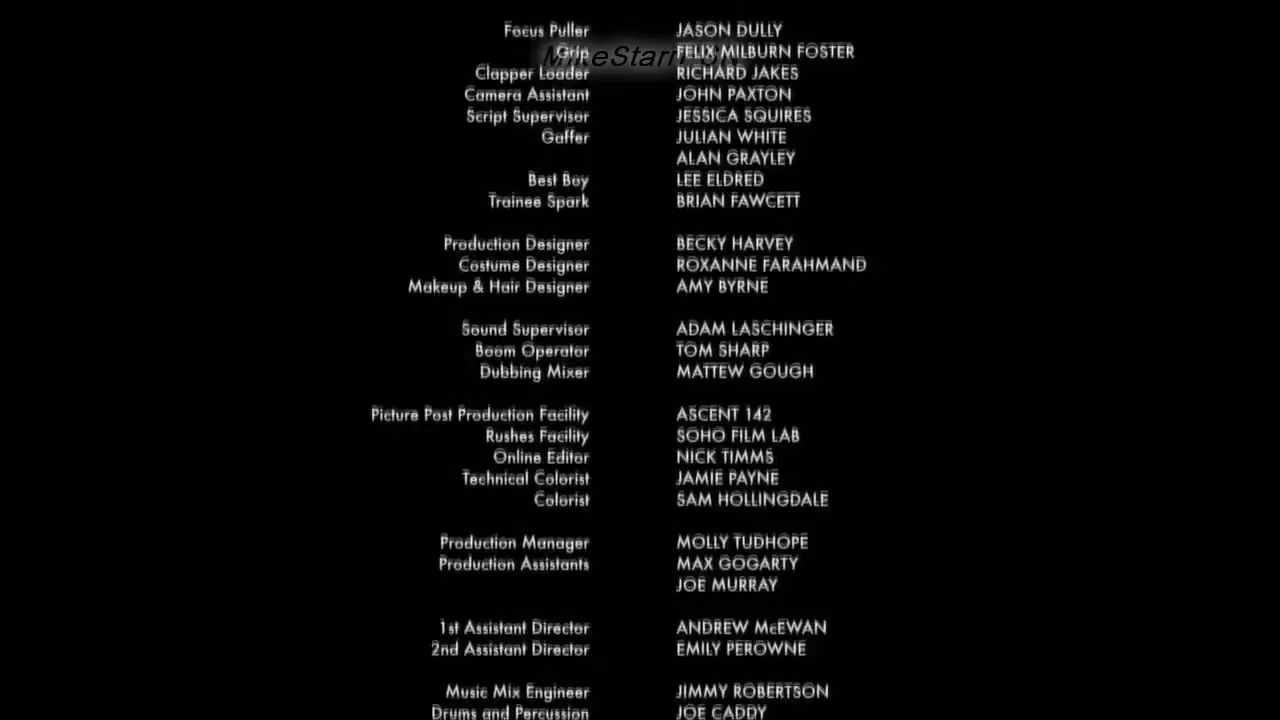 Focus Puller JASON DULLY
Grip FELIX MILBURN FOSTER
Clapper Loader RICHARD JAKES
Camera Assistant JOHN PAXTON
Script Supervisor JESSICA SQUIRES
Gaffer JULIAN WHITE
ALAN GRAYLEY
Best Boy LEE ELDRED
Trainee Spark BRIAN FAWCETT
Production Designer BECKY HARVEY
Costume Designer ROXANNE FARAHMAND
Makeup & Hair Designer AMY BYRNE
Sound Supervisor ADAM LASCHINGER
Boom Operator TOM SHARP
Dubbing Mixer MATTEW GOUGH
Picture Post Production Facility ASCENT 142
Rushes Facility SOHO FILM LAB
Online Editor NICK TIMMS
Technical Colorist JAMIE PAYNE
Colorist SAM HOLLINGDALE
Production Manager MOLLY TUDHOPE
Production Assistants MAX GOGARTY
JOE MURRAY
1st Assistant Director ANDREW McEWAN
2nd Assistant Director EMILY PEROWNE
Music Mix Engineer JIMMY ROBERTSON
Drums and Percussion JOE CADDY